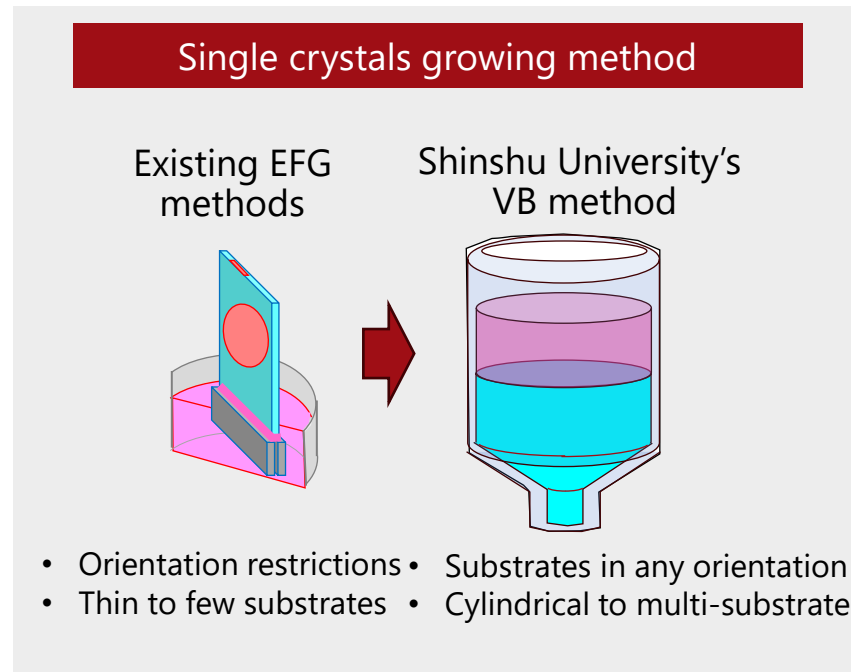 Single crystals growing method
Existing EFG
methods
Shinshu University's
VB method
• Orientation restrictions
• Thin to few substrates
• Substrates in any orientation
• Cylindrical to multi-substrate